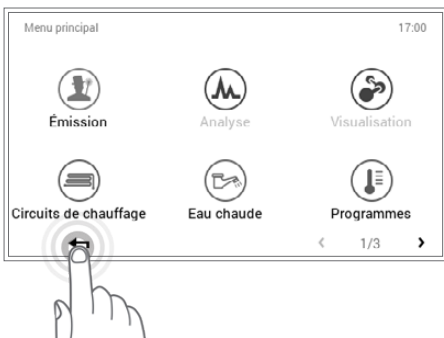 Menu principal 17:00
Émission Analyse Visualisation
Circuits de chauffage Eau chaude Programmes
< 1/3 >